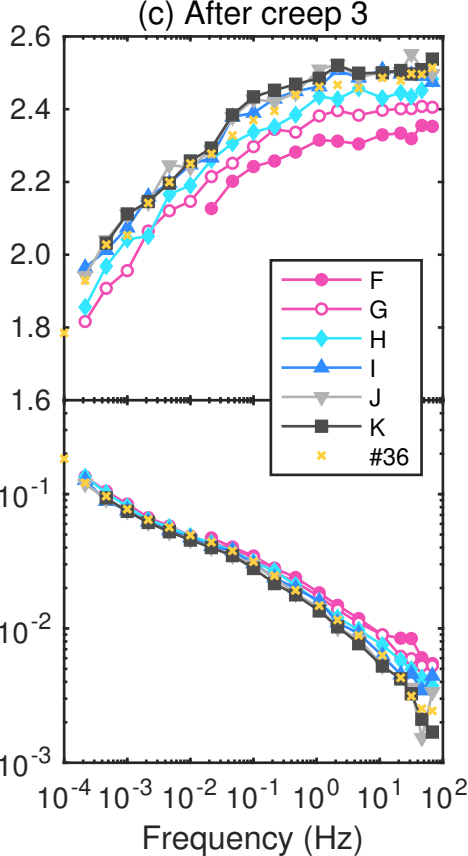 (c) After creep 3
2.6
2.4
2.2
2.0
1.8
1.6
F
G
H
I
J
K
#36
10⁻¹
10⁻²
10⁻³
10⁻⁴ 10⁻³ 10⁻² 10⁻¹ 10⁰ 10¹ 10²
Frequency (Hz)